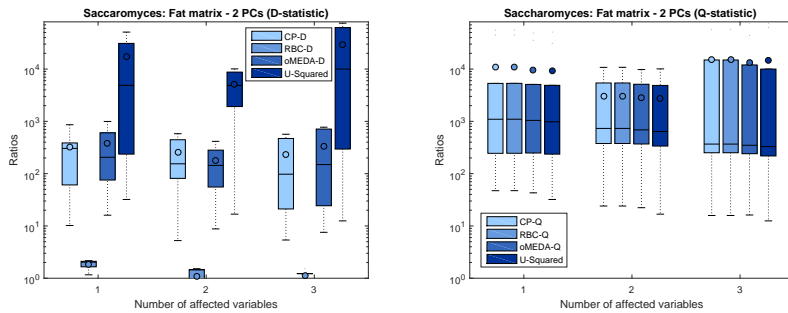 Saccaromyces: Fat matrix - 2 PCs (D-statistic)
CP-D
RBC-D
oMEDA-D
U-Squared
10^4
10^3
10^2
10^1
10^0
Ratios
1 2 3
Number of affected variables
Saccharomyces: Fat matrix - 2 PCs (Q-statistic)
10^4
10^3
10^2
10^1
10^0
Ratios
CP-Q
RBC-Q
oMEDA-Q
U-Squared
1 2 3
Number of affected variables